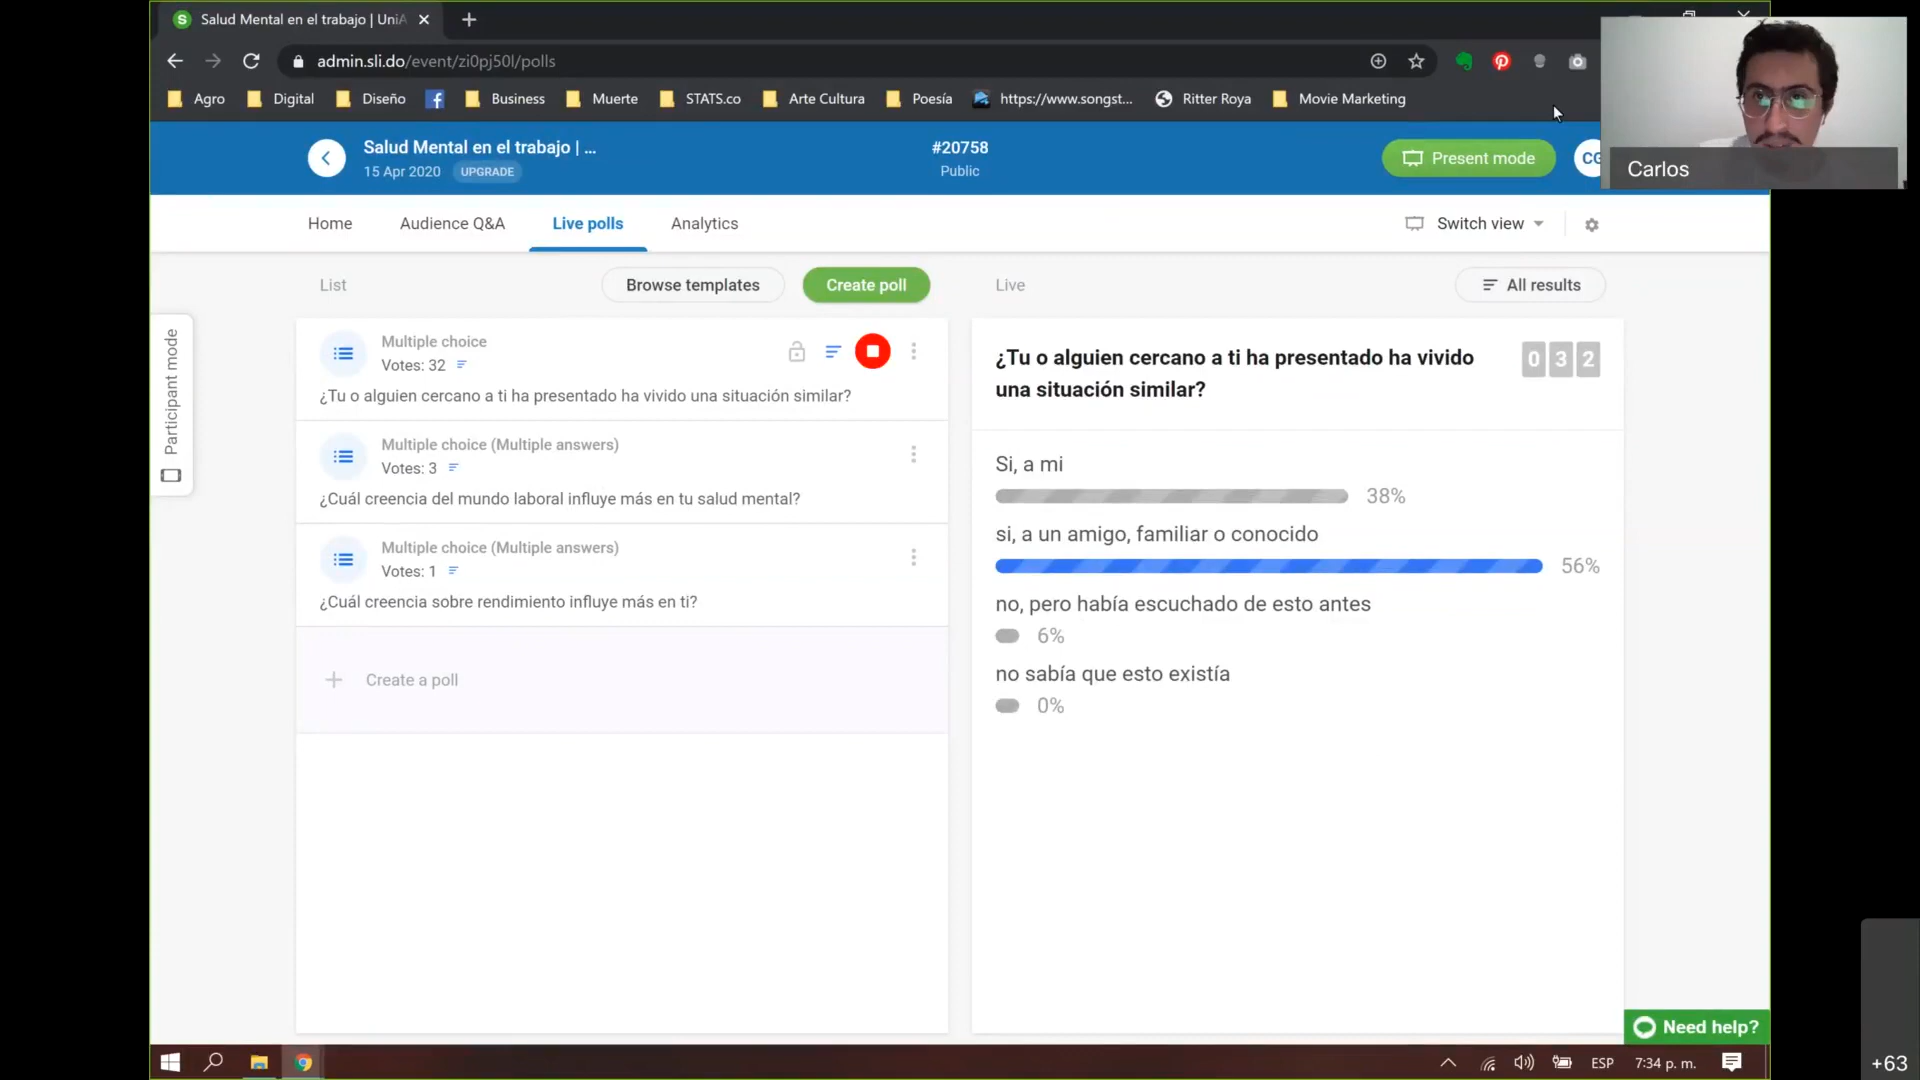 Salud Mental en el trabajo | UniA
admin.sli.do/event/zi0pj50l/polls
Agro
Digital
Diseño
Business
Muerte
STATS.co
Arte Cultura
Poesía
https://www.songst...
Ritter Roya
Movie Marketing
Carlos
Salud Mental en el trabajo | ...
15 Apr 2020
UPGRADE
#20758
Public
Present mode
CG
Home
Audience Q&A
Live polls
Analytics
Switch view
Participant mode
List
Browse templates
Create poll
Multiple choice
Votes: 32
¿Tu o alguien cercano a ti ha presentado ha vivido una situación similar?
Multiple choice (Multiple answers)
Votes: 3
¿Cuál creencia del mundo laboral influye más en tu salud mental?
Multiple choice (Multiple answers)
Votes: 1
¿Cuál creencia sobre rendimiento influye más en ti?
Create a poll
Live
All results
¿Tu o alguien cercano a ti ha presentado ha vivido
una situación similar?
032
Si, a mi
38%
si, a un amigo, familiar o conocido
56%
no, pero había escuchado de esto antes
6%
no sabía que esto existía
0%
Need help?
ESP
7:34 p. m.
+63